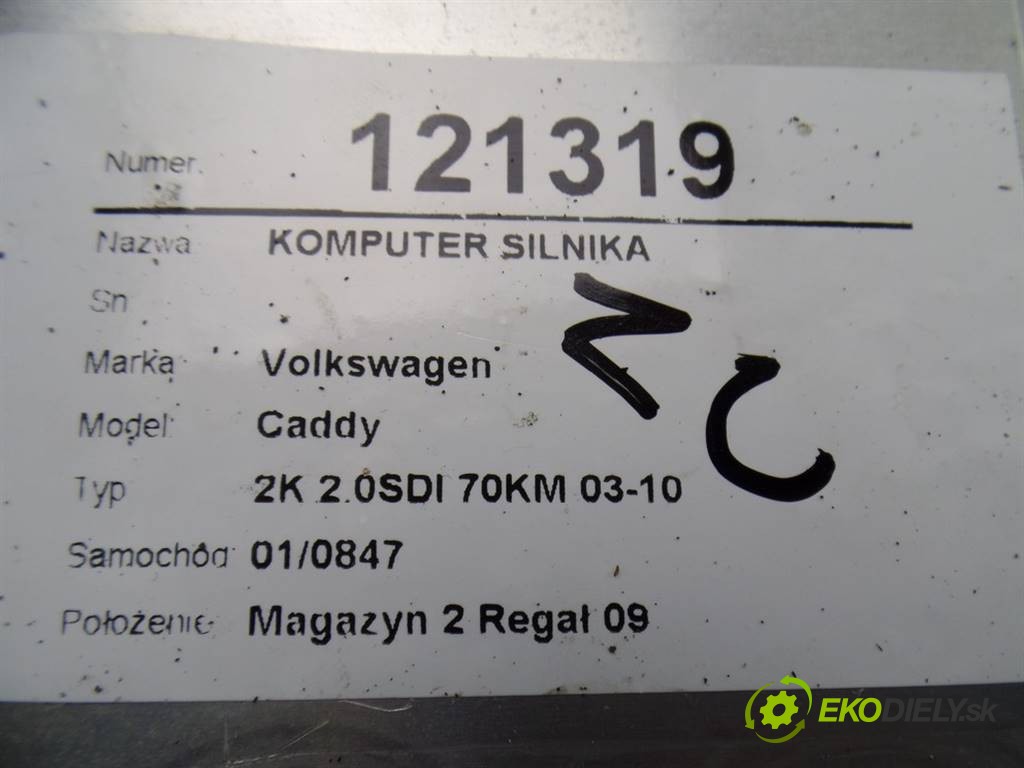 Numer. 121319
Nazwa KOMPUTER SILNIKA
Sn
Marka Volkswagen
Model: Caddy
Typ 2K 2.0SDI 70KM 03-10
Samochód 01/0847
Położenie Magazyn 2 Regał 09
EKODIELY.sk